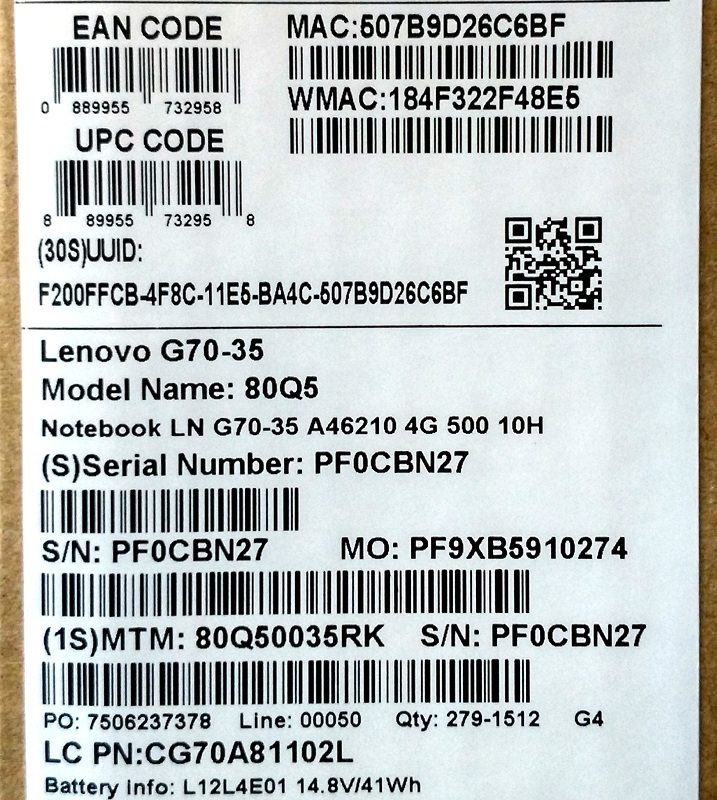 EAN CODE
0 889955 732958
UPC CODE
8 89955 73295 8
MAC:507B9D26C6BF
WMAC:184F322F48E5
(30S)UUID:
F200FFCB-4F8C-11E5-BA4C-507B9D26C6BF
Lenovo G70-35
Model Name: 80Q5
Notebook LN G70-35 A46210 4G 500 10H
(S)Serial Number: PF0CBN27
S/N: PF0CBN27 MO: PF9XB5910274
(1S)MTM: 80Q50035RK S/N: PF0CBN27
PO: 7506237378 Line: 00050 Qty: 279-1512 G4
LC PN:CG70A81102L
Battery Info: L12L4E01 14.8V/41Wh